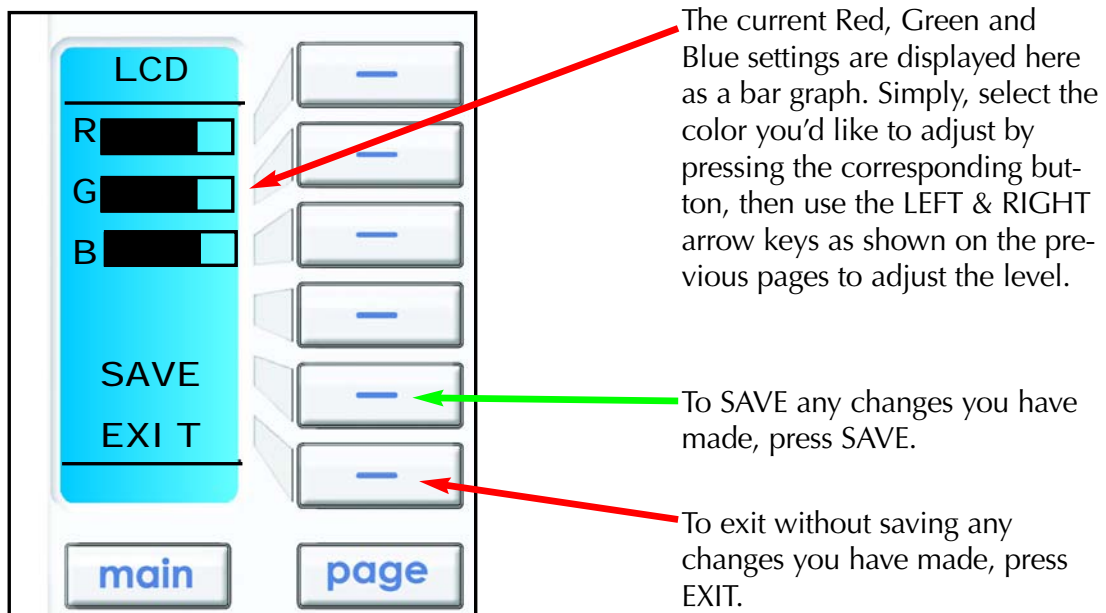 LCD
R
G
B
SAVE
EXIT
main
page
The current Red, Green and
Blue settings are displayed here
as a bar graph. Simply, select the
color you'd like to adjust by
pressing the corresponding but-
ton, then use the LEFT & RIGHT
arrow keys as shown on the pre-
vious pages to adjust the level.
To SAVE any changes you have
made, press SAVE.
To exit without saving any
changes you have made, press
EXIT.